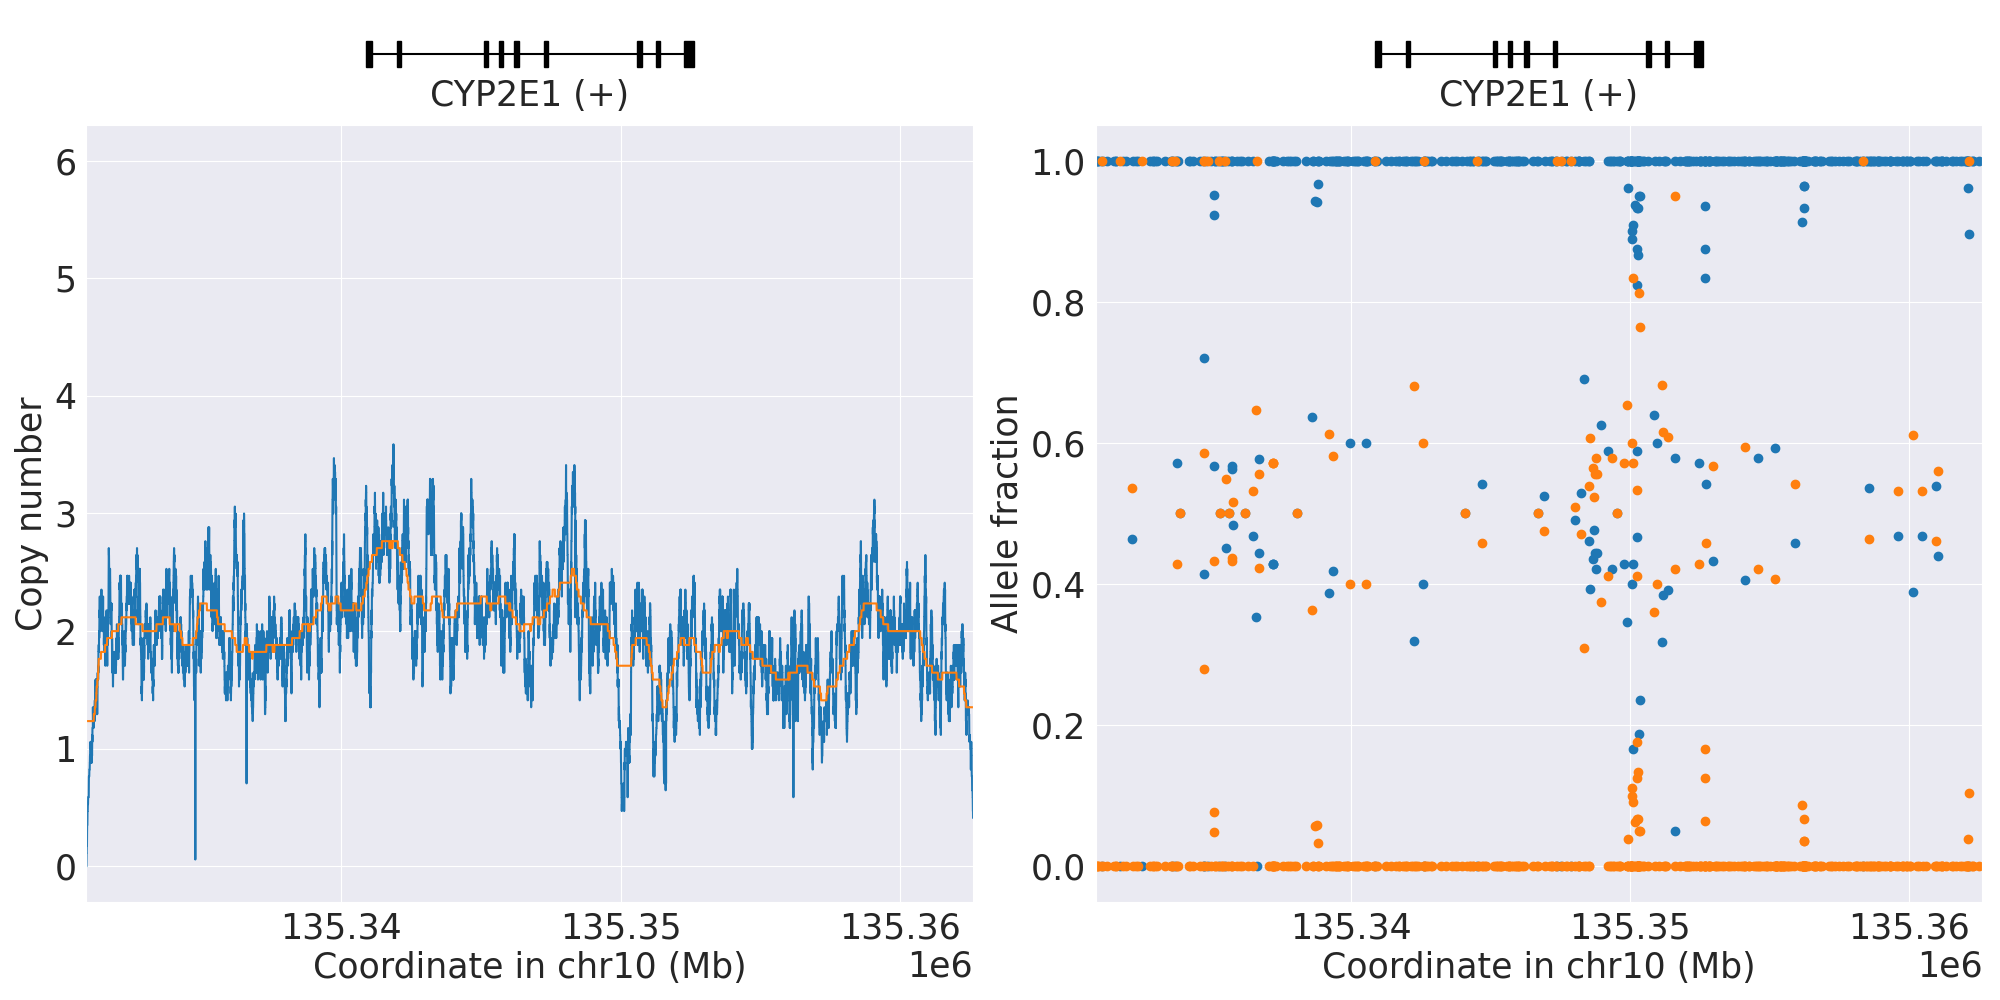 CYP2E1 (+)
6
5
4
3
2
1
0
Copy number
135.34 135.35 135.36
Coordinate in chr10 (Mb)
1e6
CYP2E1 (+)
1.0
0.8
0.6
0.4
0.2
0.0
Allele fraction
135.34 135.35 135.36
Coordinate in chr10 (Mb)
1e6